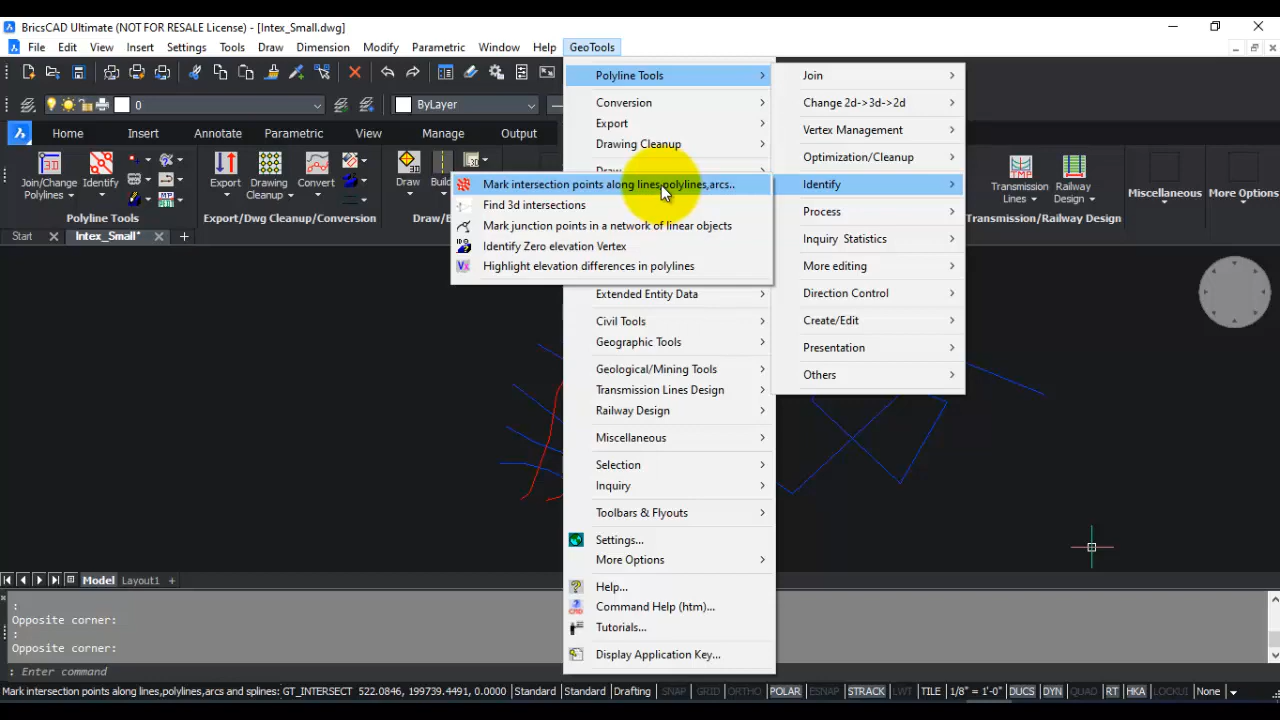 BricsCAD Ultimate (NOT FOR RESALE License) - [Intex_Small.dwg]
File Edit View Insert Settings Tools Draw Dimension Modify Parametric Window Help GeoTools
0 ByLayer
Home Insert Annotate Parametric View Manage Output
Join/Change Polylines Identify Export Drawing Cleanup Convert Draw Transmission Lines Railway Design Miscellaneous More Options
Polyline Tools Export/Dwg Cleanup/Conversion Transmission/Railway Design
Start Intex_Small*
Polyline Tools
Conversion
Export
Drawing Cleanup
Join
Change 2d->3d->2d
Vertex Management
Optimization/Cleanup
Identify
Process
Inquiry Statistics
More editing
Direction Control
Create/Edit
Presentation
Others
Mark intersection points along lines,polylines,arcs..
Find 3d intersections
Mark junction points in a network of linear objects
Identify Zero elevation Vertex
Highlight elevation differences in polylines
Extended Entity Data
Civil Tools
Geographic Tools
Geological/Mining Tools
Transmission Lines Design
Railway Design
Miscellaneous
Selection
Inquiry
Toolbars & Flyouts
Settings...
More Options
Help...
Command Help (htm)...
Tutorials...
Display Application Key...
Model Layout1
:
Opposite corner:
:
Opposite corner:
: Enter command
Mark intersection points along lines,polylines,arcs and splines: GT_INTERSECT 522.0846, 199739.4491, 0.0000 Standard Standard Drafting SNAP GRID ORTHO POLAR ESNAP STRACK LWT TILE 1/8" = 1'-0" DUCS DYN QUAD RT HKA LOCKUI None